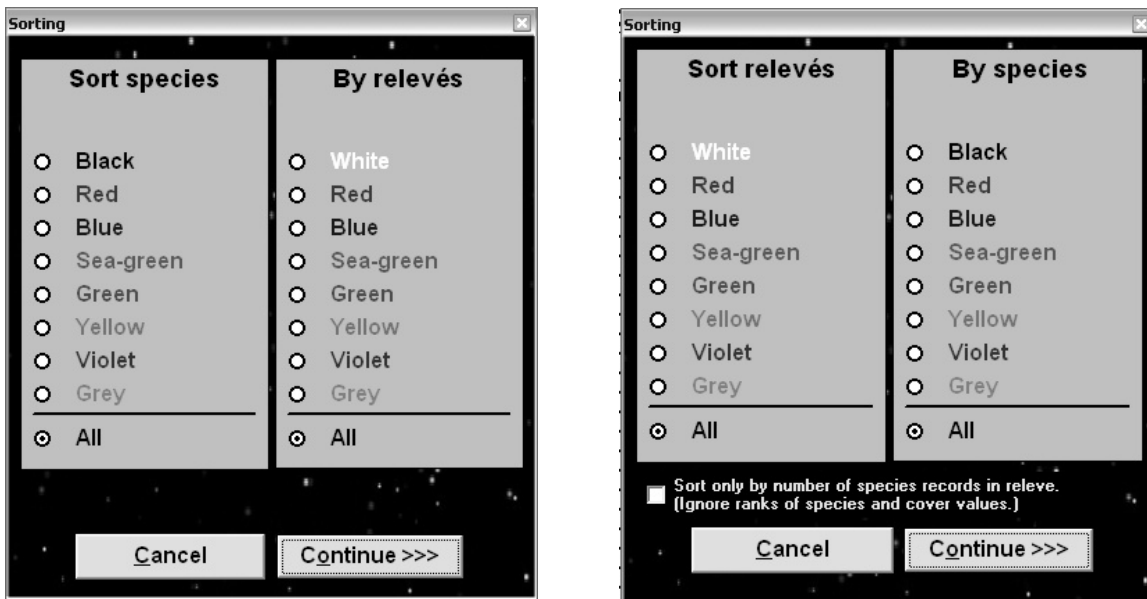 Sorting
Sort species
Black
Red
Blue
Sea-green
Green
Yellow
Violet
Grey
All
By relevés
White
Red
Blue
Sea-green
Green
Yellow
Violet
Grey
All
Cancel
Continue >>>
Sorting
Sort relevés
White
Red
Blue
Sea-green
Green
Yellow
Violet
Grey
All
By species
Black
Red
Blue
Sea-green
Green
Yellow
Violet
Grey
All
Sort only by number of species records in releve.
(Ignore ranks of species and cover values.)
Cancel
Continue >>>